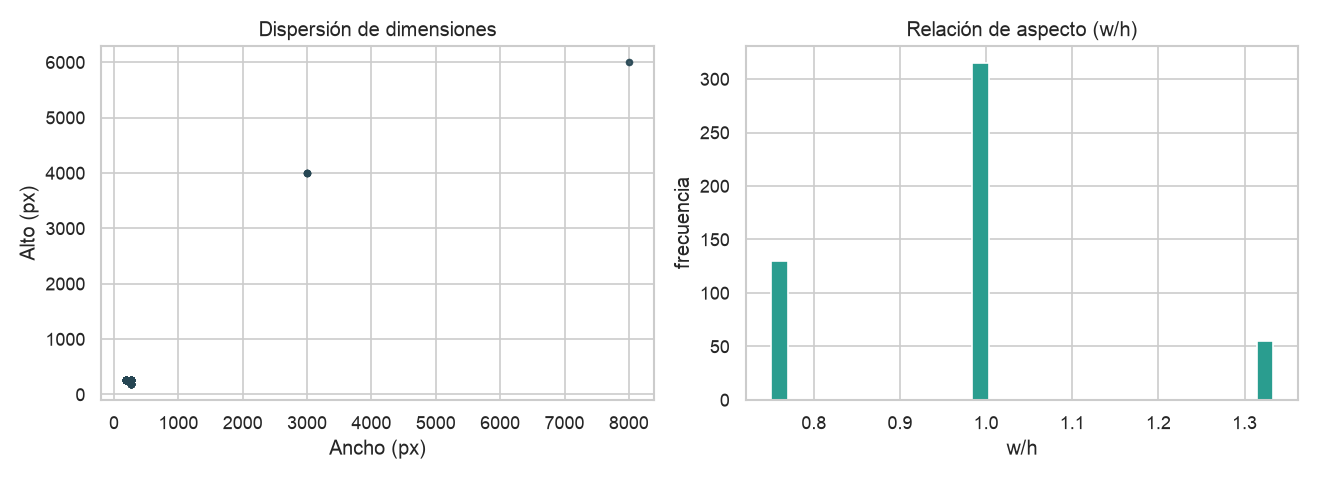 Dispersión de dimensiones
Alto (px)
6000
5000
4000
3000
2000
1000
0
0 1000 2000 3000 4000 5000 6000 7000 8000
Ancho (px)
Relación de aspecto (w/h)
frecuencia
300
250
200
150
100
50
0
0.8 0.9 1.0 1.1 1.2 1.3
w/h